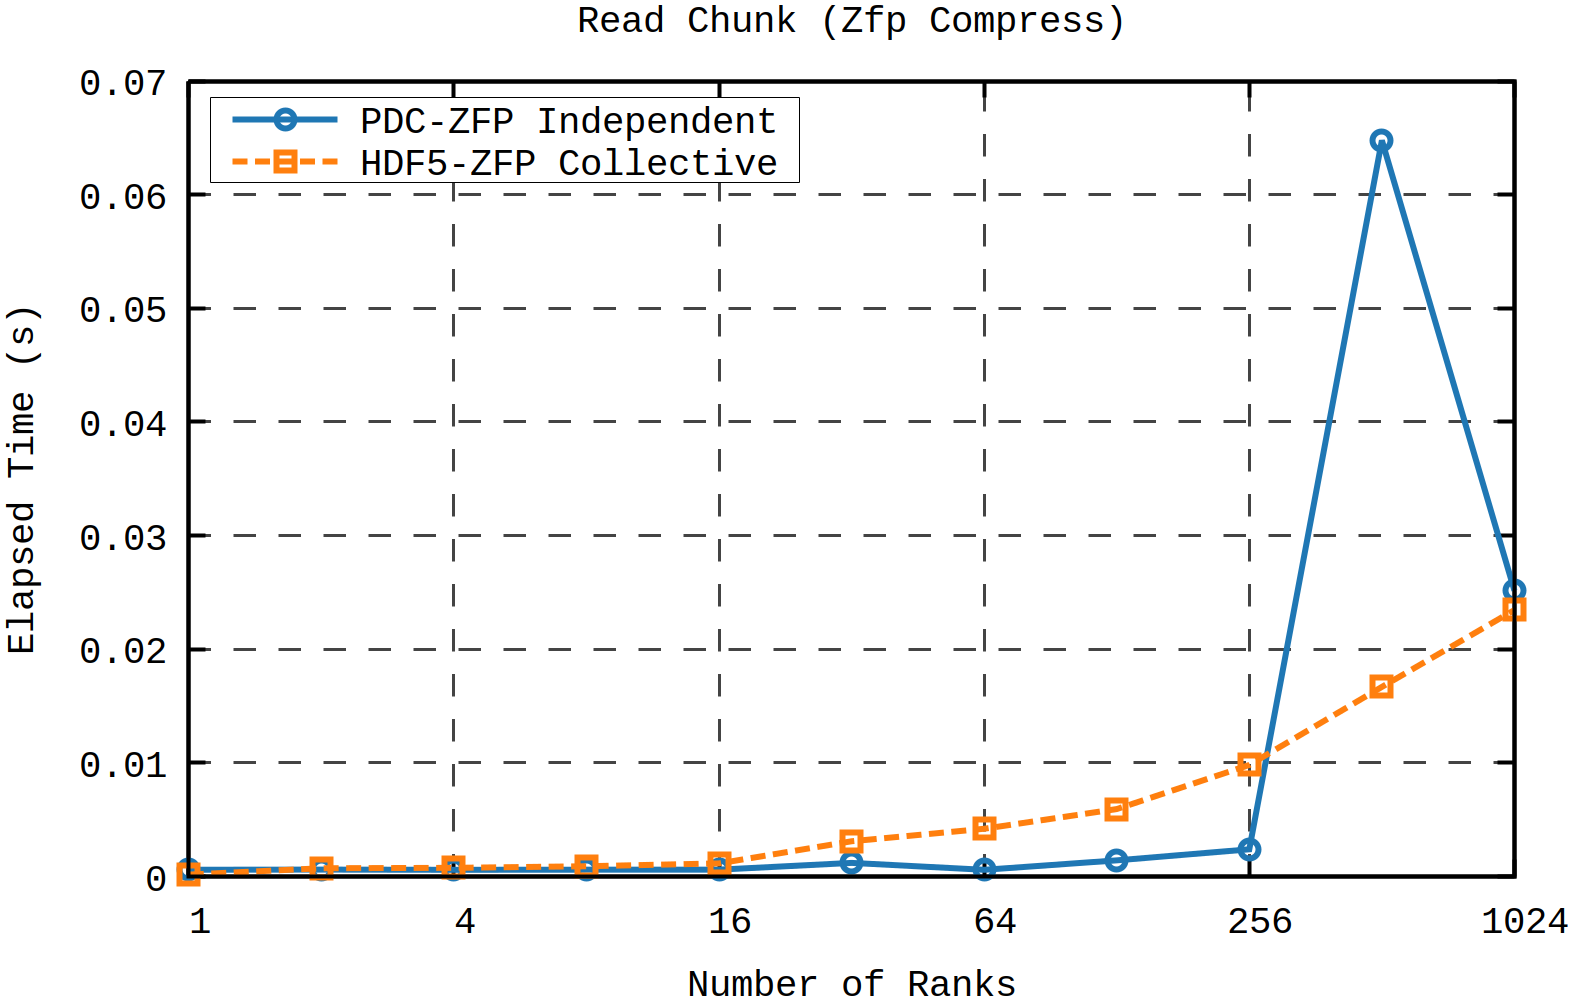 Read Chunk (Zfp Compress)
PDC-ZFP Independent
HDF5-ZFP Collective
0.07
0.06
0.05
0.04
0.03
0.02
0.01
0
Elapsed Time (s)
1 4 16 64 256 1024
Number of Ranks